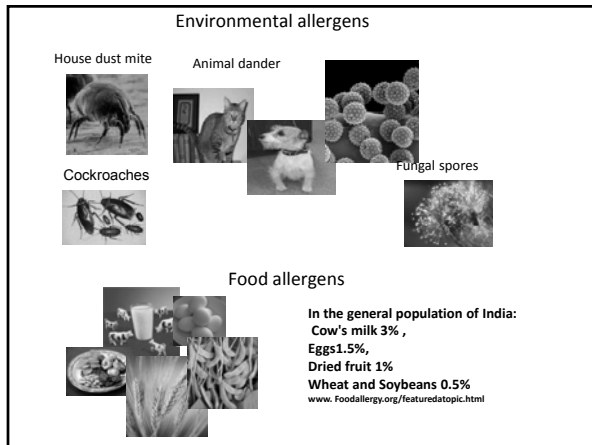 Environmental allergens
House dust mite
Animal dander
Fungal spores
Cockroaches
Food allergens
In the general population of India:
Cow's milk 3% ,
Eggs1.5%,
Dried fruit 1%
Wheat and Soybeans 0.5%
www. Foodallergy.org/featuredatopic.html